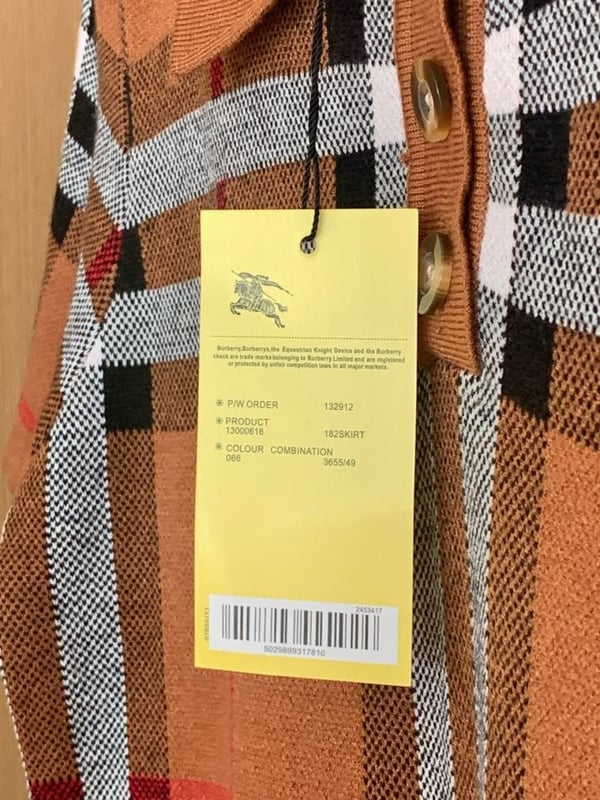 Burberry,Burberrys,the Equestrian Knight Device and the Burberry
check are trade marks belonging to Burberry Limited and are registered
or protected by unfair competition laws in all major markets.
✳ P/W ORDER 132912
✳ PRODUCT
13000616 182SKIRT
✳ COLOUR COMBINATION
066 3655/49
2453417
5029899317810